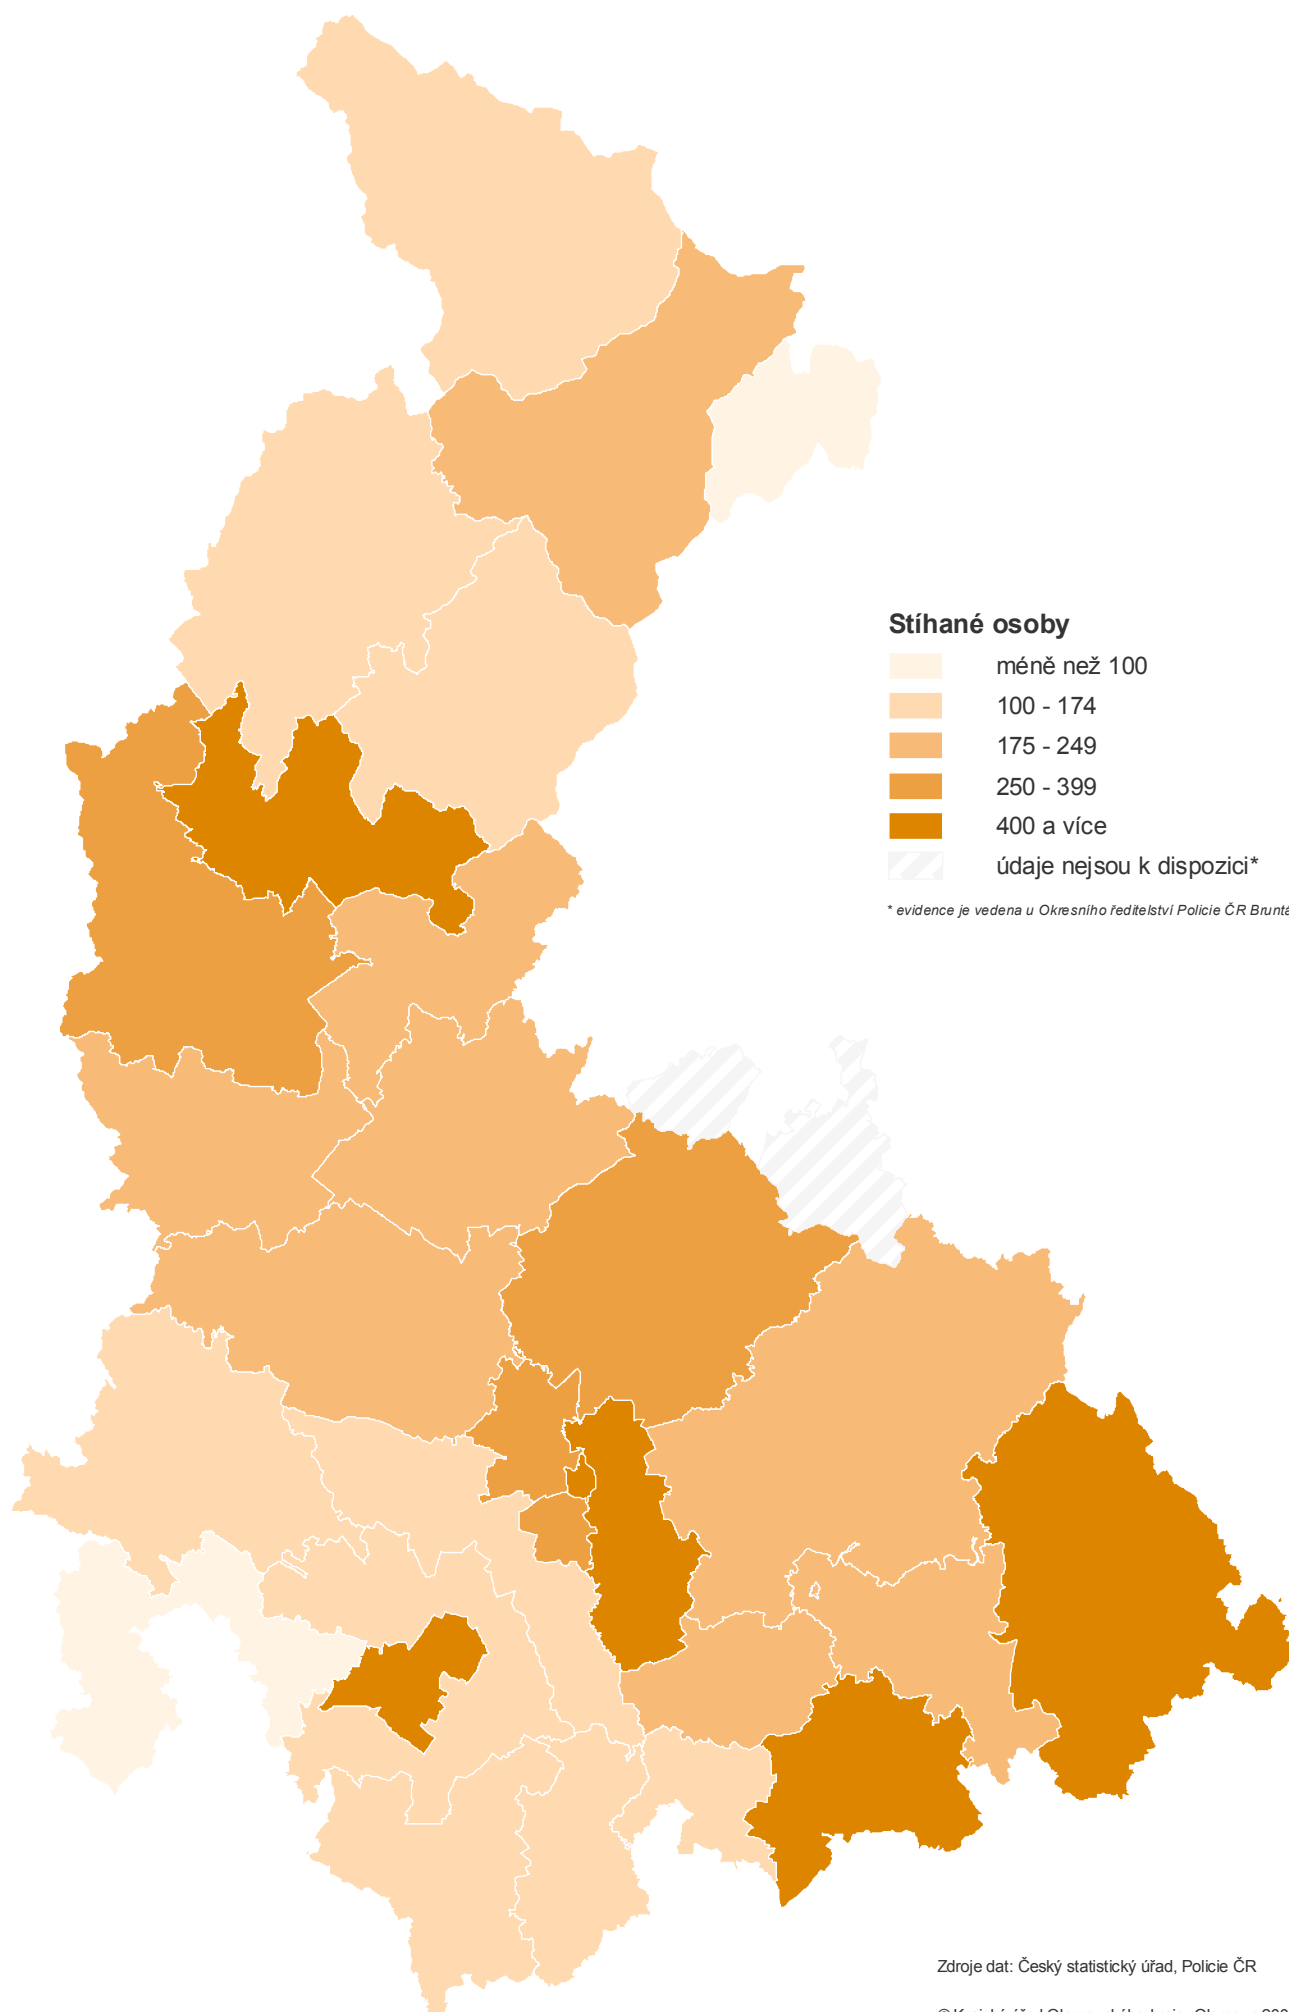 Stíhané osoby
méně než 100
100 - 174
175 - 249
250 - 399
400 a více
údaje nejsou k dispozici*
* evidence je vedena u Okresního ředitelství Policie ČR Bruntá
Zdroje dat: Český statistický úřad, Policie ČR